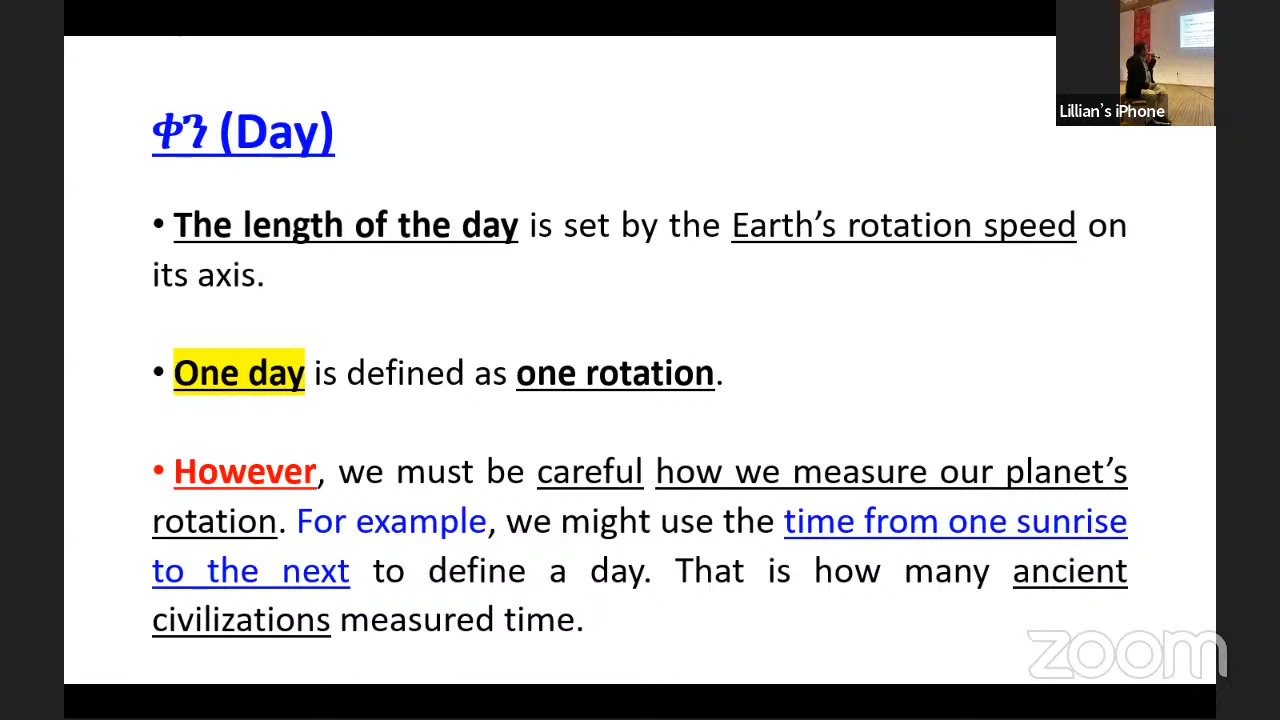 ቀን (Day)
• The length of the day is set by the Earth’s rotation speed on
its axis.
• One day is defined as one rotation.
• However, we must be careful how we measure our planet’s
rotation. For example, we might use the time from one sunrise
to the next to define a day. That is how many ancient
civilizations measured time.
Lillian’s iPhone
zoom